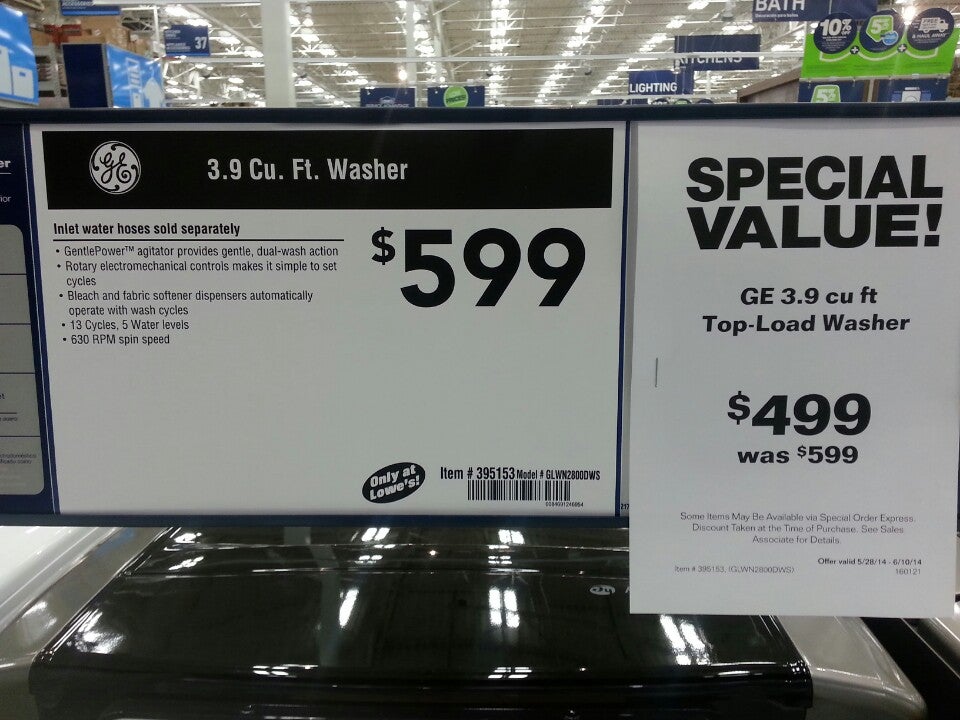 BATH
KITCHENS
LIGHTING
37
10%
5%
5%
GE
3.9 Cu. Ft. Washer
Inlet water hoses sold separately
• GentlePower™ agitator provides gentle, dual-wash action
• Rotary electromechanical controls makes it simple to set
cycles
• Bleach and fabric softener dispensers automatically
operate with wash cycles
• 13 Cycles, 5 Water levels
• 630 RPM spin speed
$599
Only at
Lowe's!
Item # 395153 Model # GLWN2800DWS
SPECIAL
VALUE!
GE 3.9 cu ft
Top-Load Washer
$499
was $599
Some Items May Be Available via Special Order Express.
Discount Taken at the Time of Purchase. See Sales
Associate for Details.
Offer valid 5/28/14 - 6/10/14
Item # 395153, (GLWN2800DWS)
160121